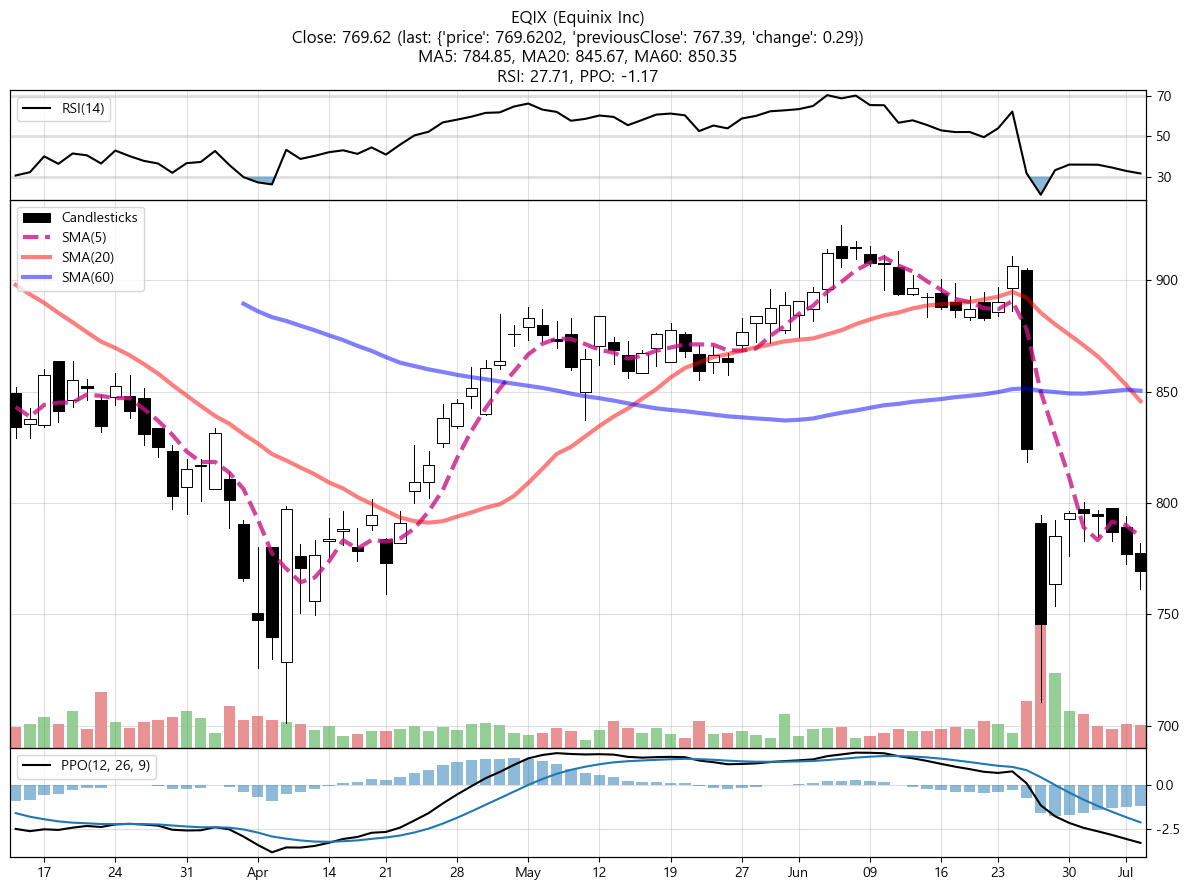 EQIX (Equinix Inc)
Close: 769.62 (last: {'price': 769.6202, 'previousClose': 767.39, 'change': 0.29})
MA5: 784.85, MA20: 845.67, MA60: 850.35
RSI: 27.71, PPO: -1.17
RSI(14)
70
50
30
Candlesticks
SMA(5)
SMA(20)
SMA(60)
900
850
800
750
700
PPO(12, 26, 9)
0.0
−2.5
17 24 31 Apr 14 21 28 May 12 19 27 Jun 09 16 23 30 Jul